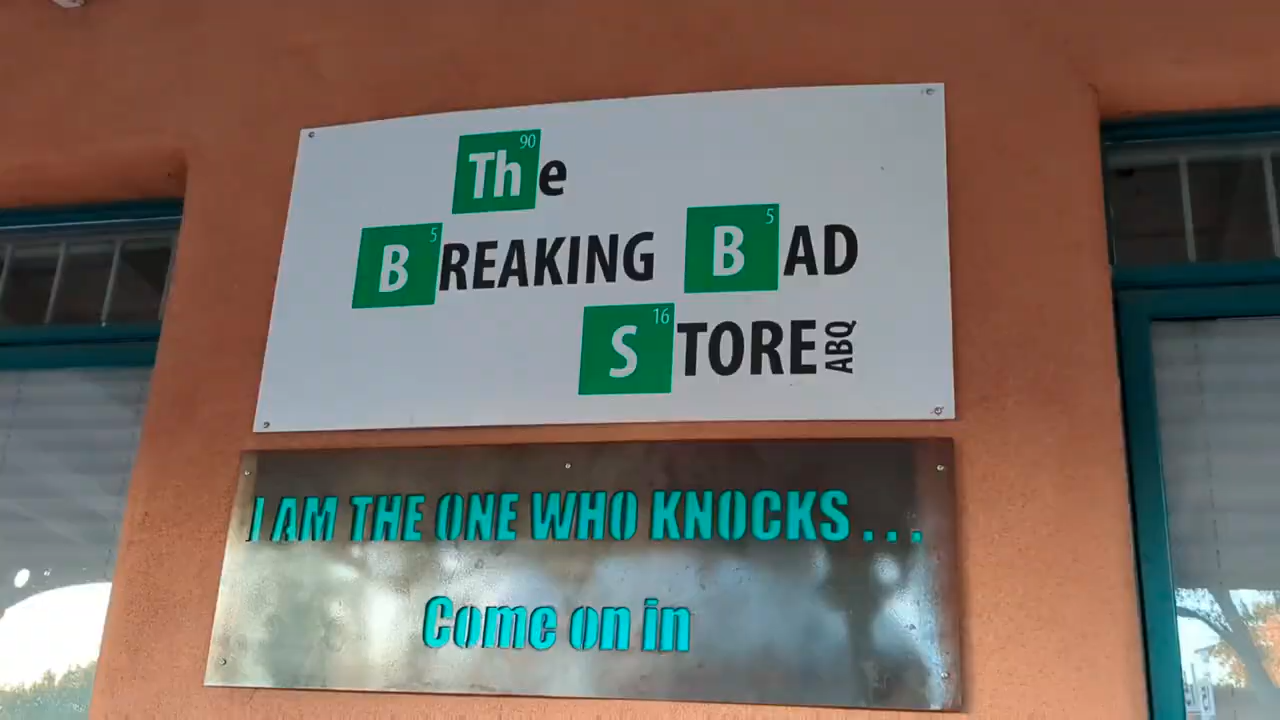 90
The
5 5
BREAKING BAD
16
STORE ABQ
I AM THE ONE WHO KNOCKS . . .
Come on in